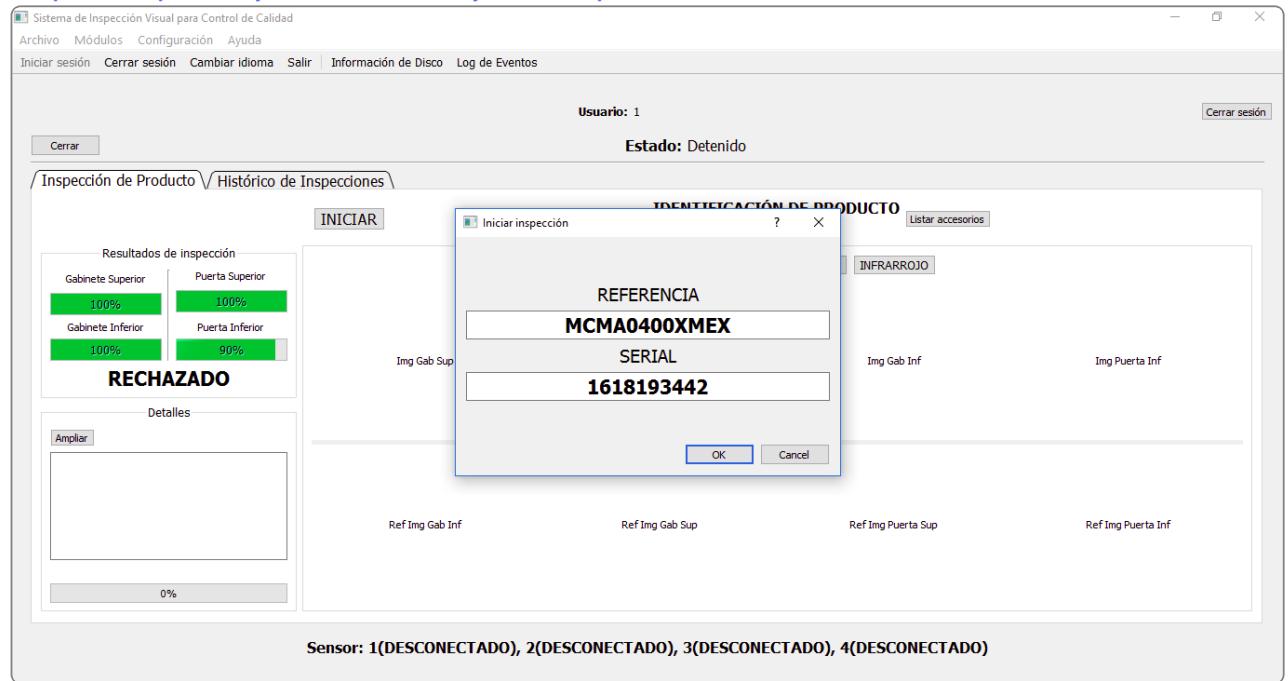 Sistema de Inspección Visual para Control de Calidad
Archivo Módulos Configuración Ayuda
Iniciar sesión Cerrar sesión Cambiar idioma Salir Información de Disco Log de Eventos
Usuario: 1
Cerrar sesión
Cerrar
Estado: Detenido
Inspección de Producto Histórico de Inspecciones
IDENTIFICACIÓN DE PRODUCTO
INICIAR
Listar accesorios
Resultados de inspección
Gabinete Superior Puerta Superior
100% 100%
Gabinete Inferior Puerta Inferior
100% 90%
RECHAZADO
Detalles
Ampliar
0%
Iniciar inspección ?
REFERENCIA
MCMA0400XMEX
SERIAL
1618193442
OK Cancel
INFRARROJO
Img Gab Sup Img Gab Inf Img Puerta Inf
Ref Img Gab Inf Ref Img Gab Sup Ref Img Puerta Sup Ref Img Puerta Inf
Sensor: 1(DESCONECTADO), 2(DESCONECTADO), 3(DESCONECTADO), 4(DESCONECTADO)